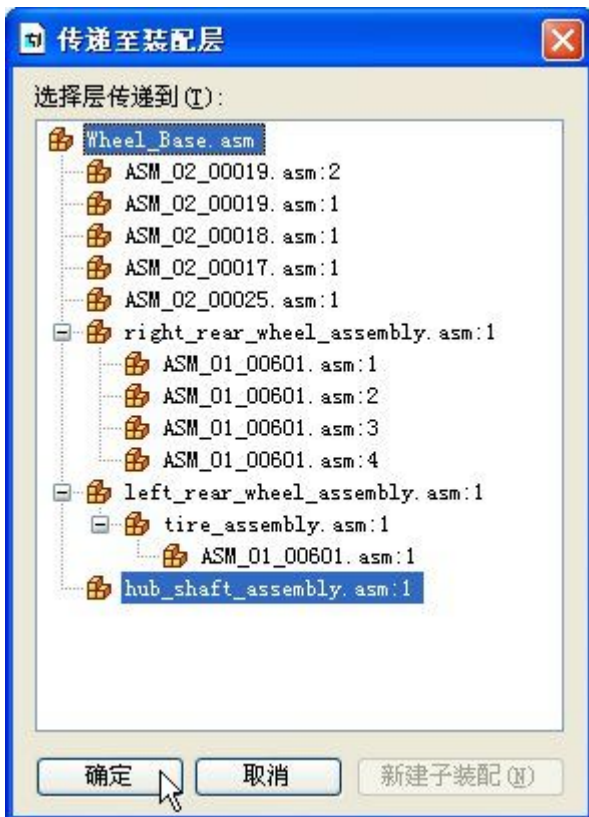 传递至装配层
选择层传递到(T):
Wheel_Base.asm
ASM_02_00019.asm:2
ASM_02_00019.asm:1
ASM_02_00018.asm:1
ASM_02_00017.asm:1
ASM_02_00025.asm:1
right_rear_wheel_assembly.asm:1
ASM_01_00601.asm:1
ASM_01_00601.asm:2
ASM_01_00601.asm:3
ASM_01_00601.asm:4
left_rear_wheel_assembly.asm:1
tire_assembly.asm:1
ASM_01_00601.asm:1
hub_shaft_assembly.asm:1
确定 取消 新建子装配(N)